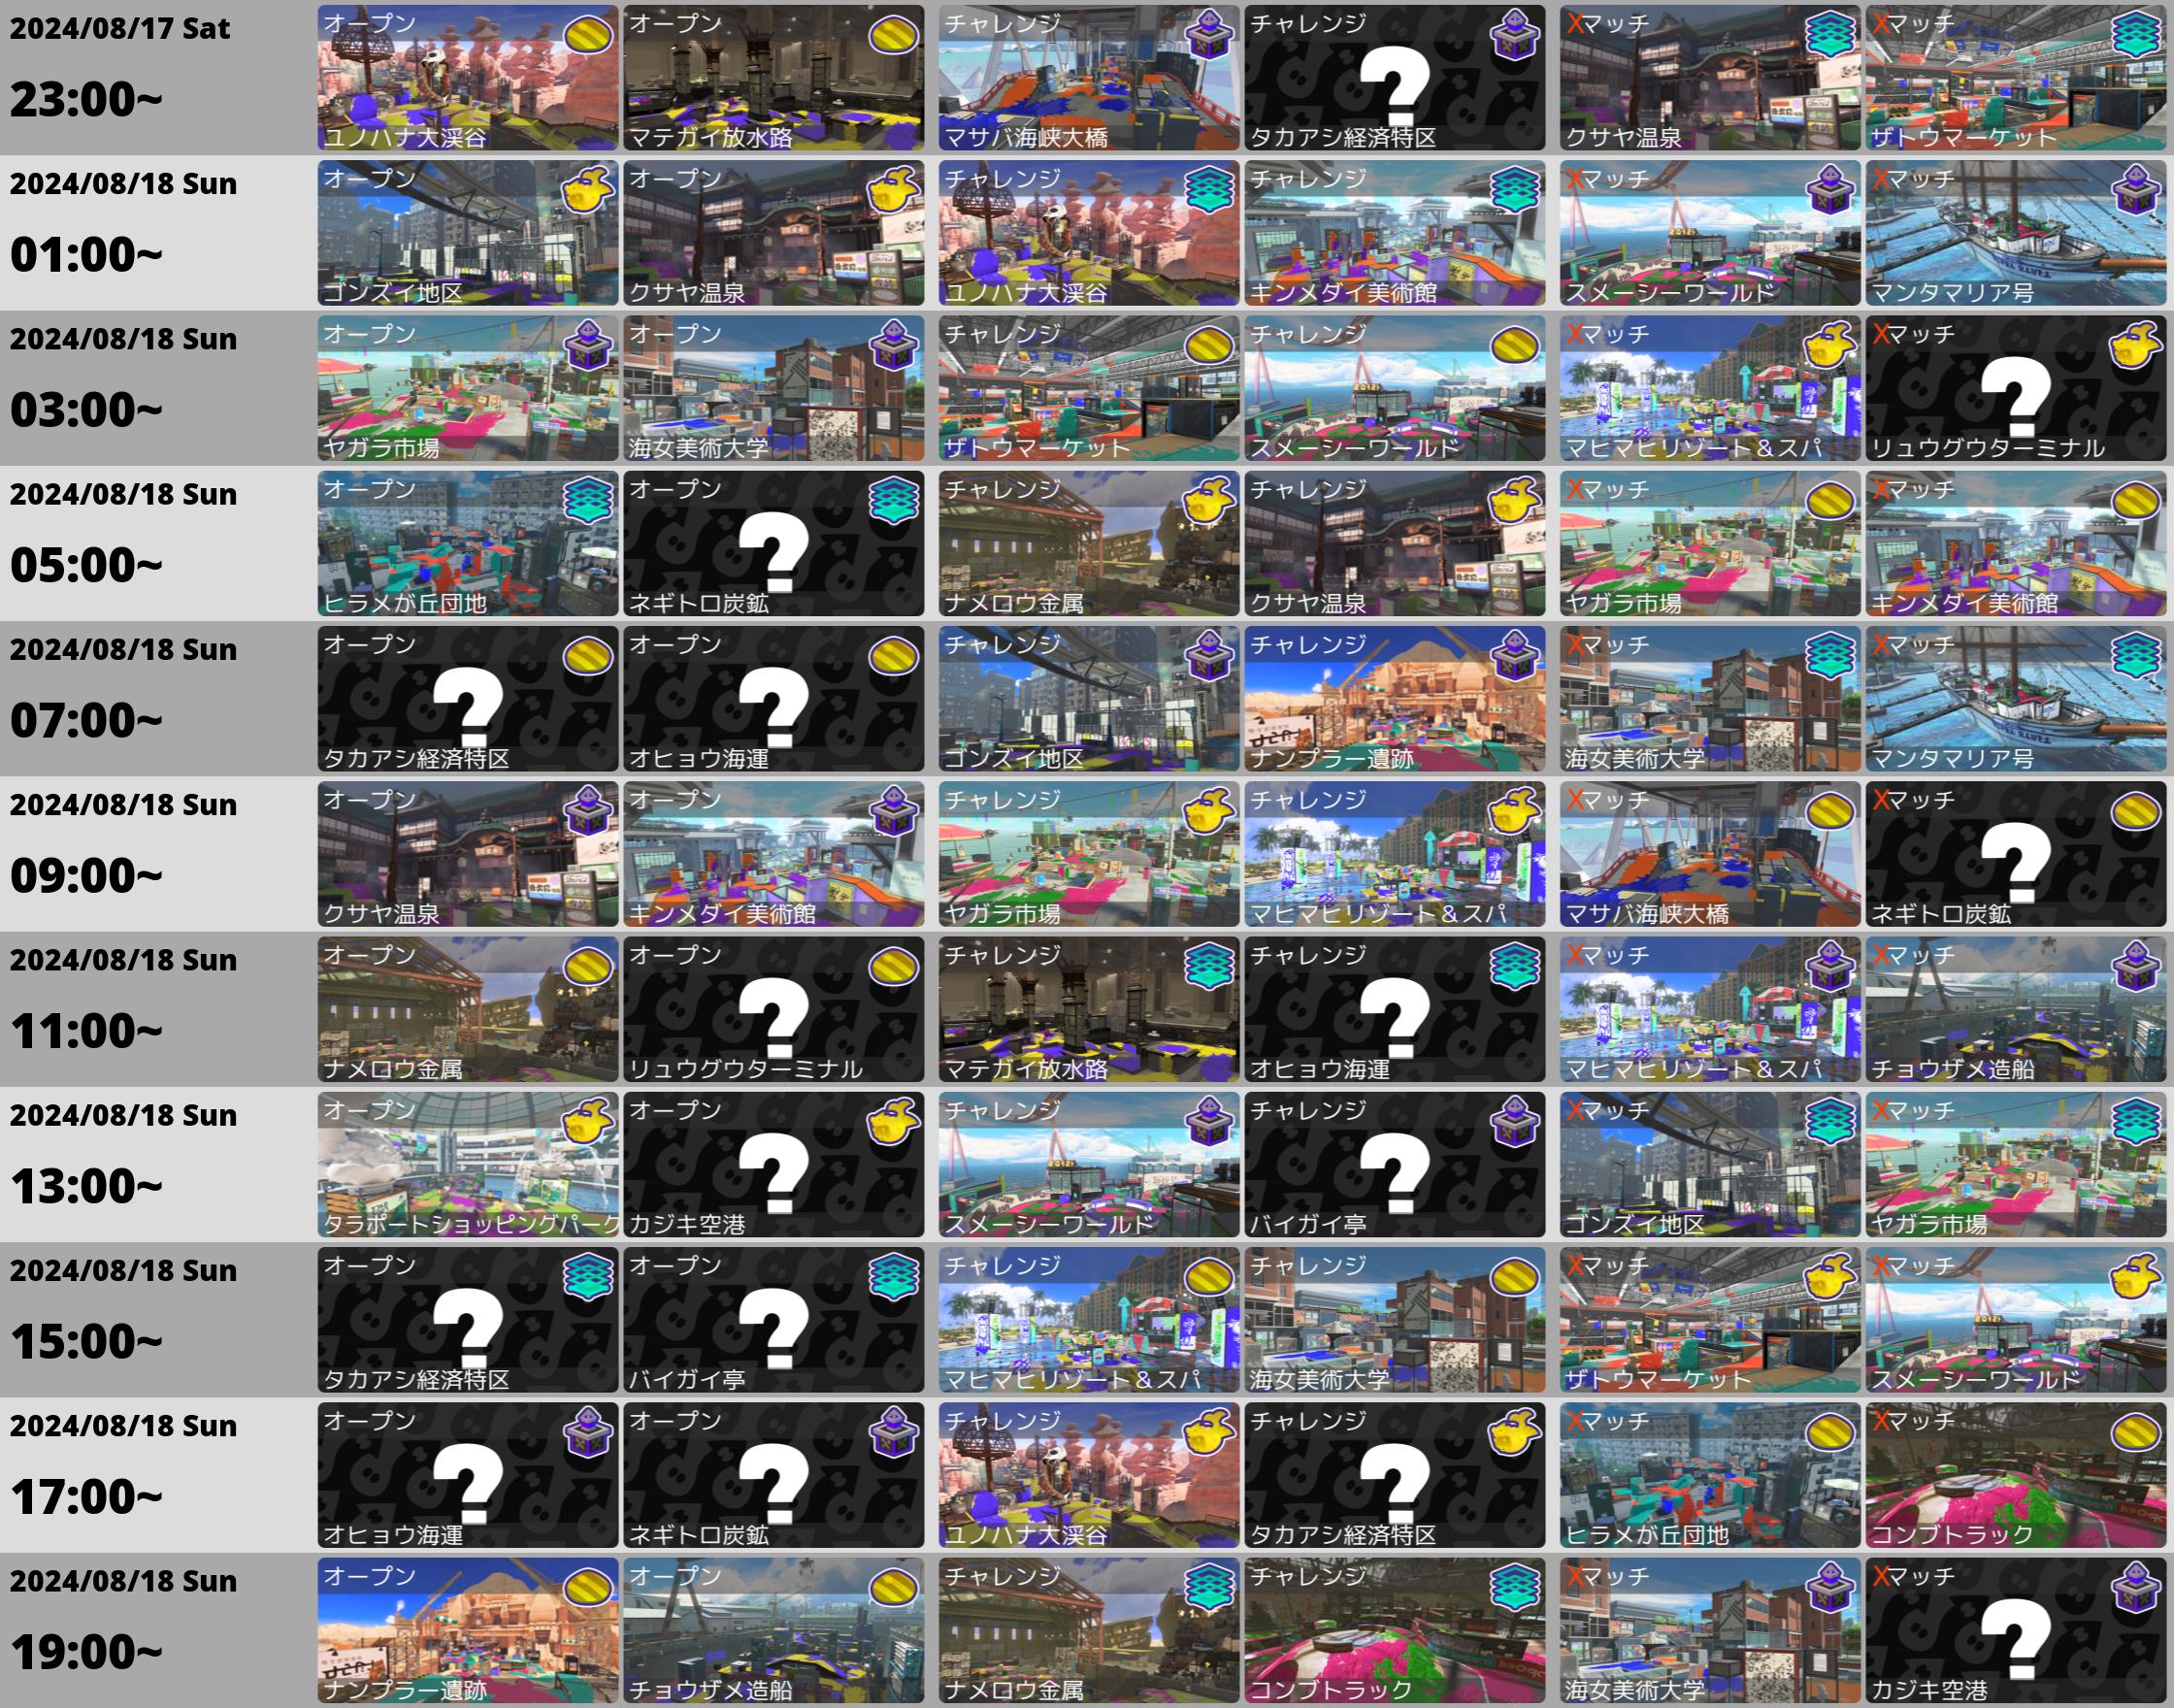 2024/08/17 Sat
23:00~
オープン
ユノハナ大渓谷
オープン
マテガイ放水路
チャレンジ
マサバ海峡大橋
チャレンジ
?
タカアシ経済特区
Xマッチ
クサヤ温泉
Xマッチ
ザトウマーケット
2024/08/18 Sun
01:00~
オープン
ゴンズイ地区
オープン
クサヤ温泉
チャレンジ
ユノハナ大渓谷
チャレンジ
キンメダイ美術館
Xマッチ
スメーシーワールド
Xマッチ
マンタマリア号
2024/08/18 Sun
03:00~
オープン
ヤガラ市場
オープン
海女美術大学
チャレンジ
ザトウマーケット
チャレンジ
スメーシーワールド
Xマッチ
マヒマヒリゾート&スパ
Xマッチ
?
リュウグウターミナル
2024/08/18 Sun
05:00~
オープン
ヒラメが丘団地
オープン
?
ネギトロ炭鉱
チャレンジ
ナメロウ金属
チャレンジ
クサヤ温泉
Xマッチ
ヤガラ市場
Xマッチ
キンメダイ美術館
2024/08/18 Sun
07:00~
オープン
?
タカアシ経済特区
オープン
?
オヒョウ海運
チャレンジ
ゴンズイ地区
チャレンジ
ナンプラー遺跡
Xマッチ
海女美術大学
Xマッチ
マンタマリア号
2024/08/18 Sun
09:00~
オープン
クサヤ温泉
オープン
キンメダイ美術館
チャレンジ
ヤガラ市場
チャレンジ
マヒマヒリゾート&スパ
Xマッチ
マサバ海峡大橋
Xマッチ
?
ネギトロ炭鉱
2024/08/18 Sun
11:00~
オープン
ナメロウ金属
オープン
?
リュウグウターミナル
チャレンジ
マテガイ放水路
チャレンジ
?
オヒョウ海運
Xマッチ
マヒマヒリゾート&スパ
Xマッチ
チョウザメ造船
2024/08/18 Sun
13:00~
オープン
タラポートショッピングパーク
オープン
?
カジキ空港
チャレンジ
スメーシーワールド
チャレンジ
?
バイガイ亭
Xマッチ
ゴンズイ地区
Xマッチ
ヤガラ市場
2024/08/18 Sun
15:00~
オープン
?
タカアシ経済特区
オープン
?
バイガイ亭
チャレンジ
マヒマヒリゾート&スパ
チャレンジ
海女美術大学
Xマッチ
ザトウマーケット
Xマッチ
スメーシーワールド
2024/08/18 Sun
17:00~
オープン
?
オヒョウ海運
オープン
?
ネギトロ炭鉱
チャレンジ
ユノハナ大渓谷
チャレンジ
?
タカアシ経済特区
Xマッチ
ヒラメが丘団地
Xマッチ
コンブトラック
2024/08/18 Sun
19:00~
オープン
ナンプラー遺跡
オープン
チョウザメ造船
チャレンジ
ナメロウ金属
チャレンジ
コンブトラック
Xマッチ
海女美術大学
Xマッチ
?
カジキ空港